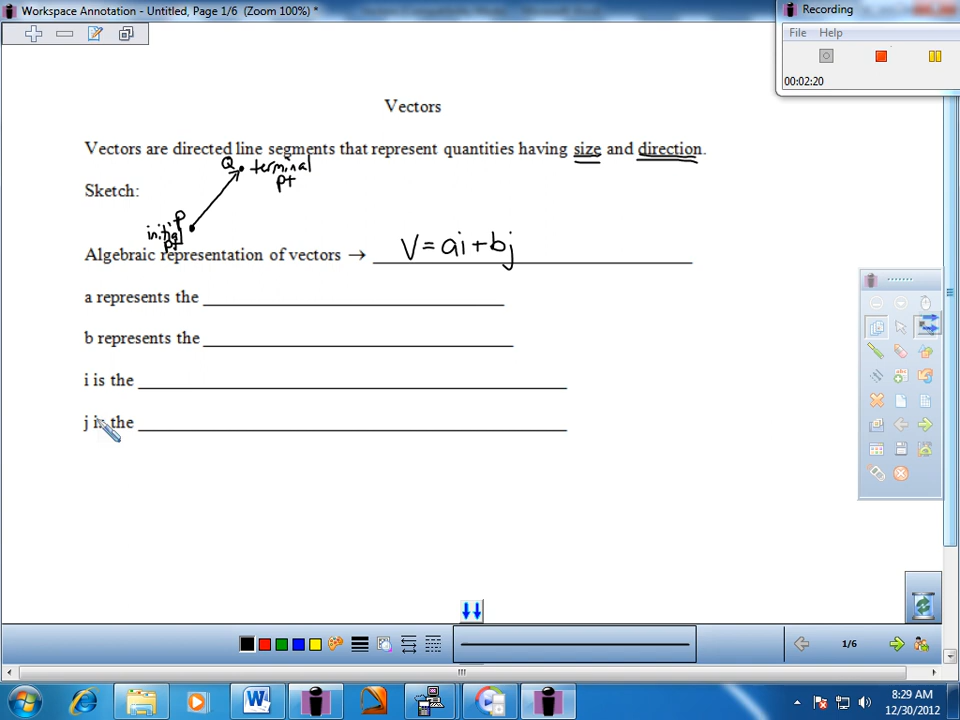 Workspace Annotation - Untitled, Page 1/6 (Zoom 100%) *
Recording
File Help
00:02:20
Vectors
Vectors are directed line segments that represent quantities having size and direction.
Q terminal
pt
Sketch:
P
initial
pt
Algebraic representation of vectors → V = ai + bj
a represents the
b represents the
i is the
j is the
1/6
8:29 AM
12/30/2012